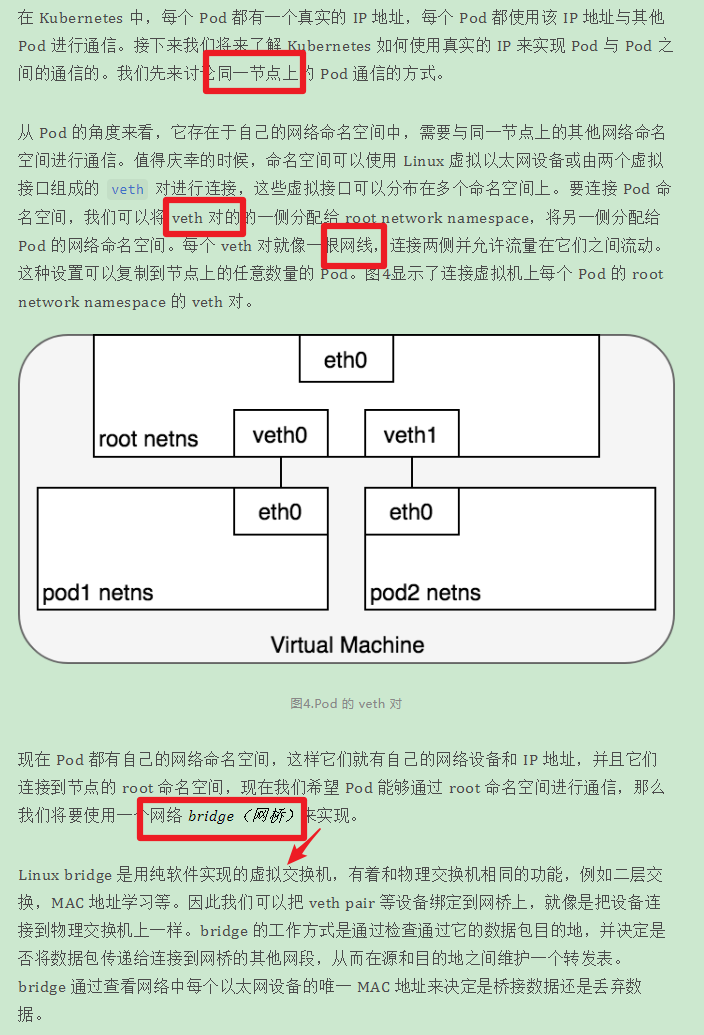 在 Kubernetes 中，每个 Pod 都有一个真实的 IP 地址，每个 Pod 都使用该 IP 地址与其他
Pod 进行通信。接下来我们将来了解 Kubernetes 如何使用真实的 IP 来实现 Pod 与 Pod 之
间的通信的。我们先来讨论同一节点上的 Pod 通信的方式。
从 Pod 的角度来看，它存在于自己的网络命名空间中，需要与同一节点上的其他网络命名
空间进行通信。值得庆幸的时候，命名空间可以使用 Linux 虚拟以太网设备或由两个虚拟
接口组成的 veth 对进行连接，这些虚拟接口可以分布在多个命名空间上。要连接 Pod 命
名空间，我们可以将 veth 对的的一侧分配给 root network namespace，将另一侧分配给
Pod 的网络命名空间。每个 veth 对就像一根网线，连接两侧并允许流量在它们之间流动。
这种设置可以复制到节点上的任意数量的 Pod。图4显示了连接虚拟机上每个 Pod 的 root
network namespace 的 veth 对。
eth0
root netns
veth0
veth1
eth0
eth0
pod1 netns
pod2 netns
Virtual Machine
图4.Pod 的 veth 对
现在 Pod 都有自己的网络命名空间，这样它们就有自己的网络设备和 IP 地址，并且它们
连接到节点的 root 命名空间，现在我们希望 Pod 能够通过 root 命名空间进行通信，那么
我们将要使用一个网络 bridge（网桥）来实现。
Linux bridge 是用纯软件实现的虚拟交换机，有着和物理交换机相同的功能，例如二层交
换，MAC 地址学习等。因此我们可以把 veth pair 等设备绑定到网桥上，就像是把设备连
接到物理交换机上一样。bridge 的工作方式是通过检查通过它的数据包目的地，并决定是
否将数据包传递给连接到网桥的其他网段，从而在源和目的地之间维护一个转发表。
bridge 通过查看网络中每个以太网设备的唯一 MAC 地址来决定是桥接数据还是丢弃数
据。